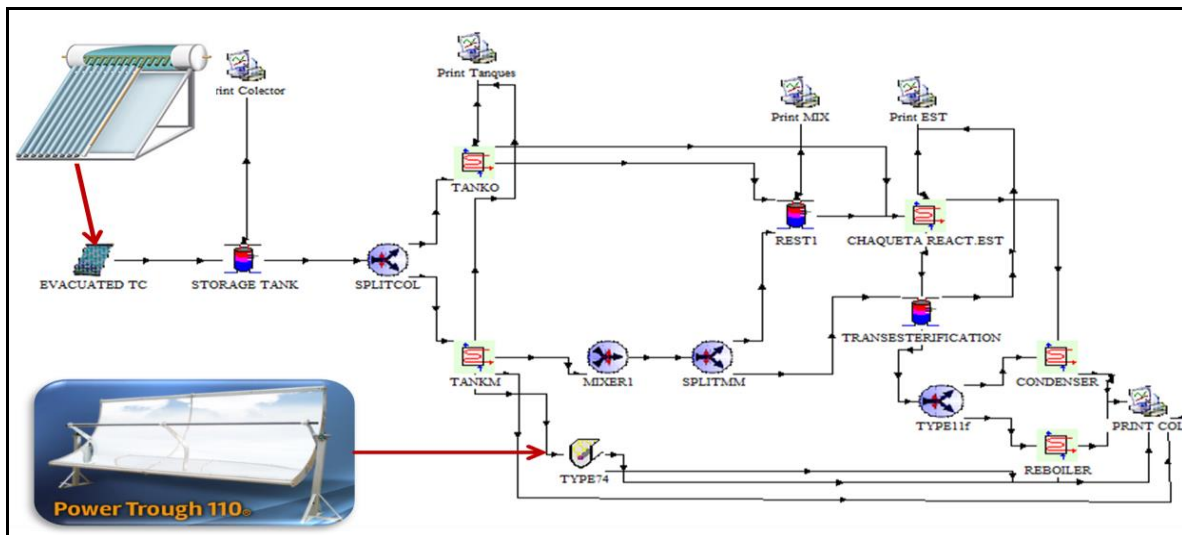 rint Colector
Print Tanques
Print MIX
Print EST
TANKO
REST1
CHAQUETA REACT.EST
EVACUATED TC
STORAGE TANK
SPLITCOL
TRANSESTERIFICATION
TANKM
MIXER1
SPLITMM
CONDENSER
TYPE11f
PRINT COL
TYPE74
REBOILER
Power Trough 110®